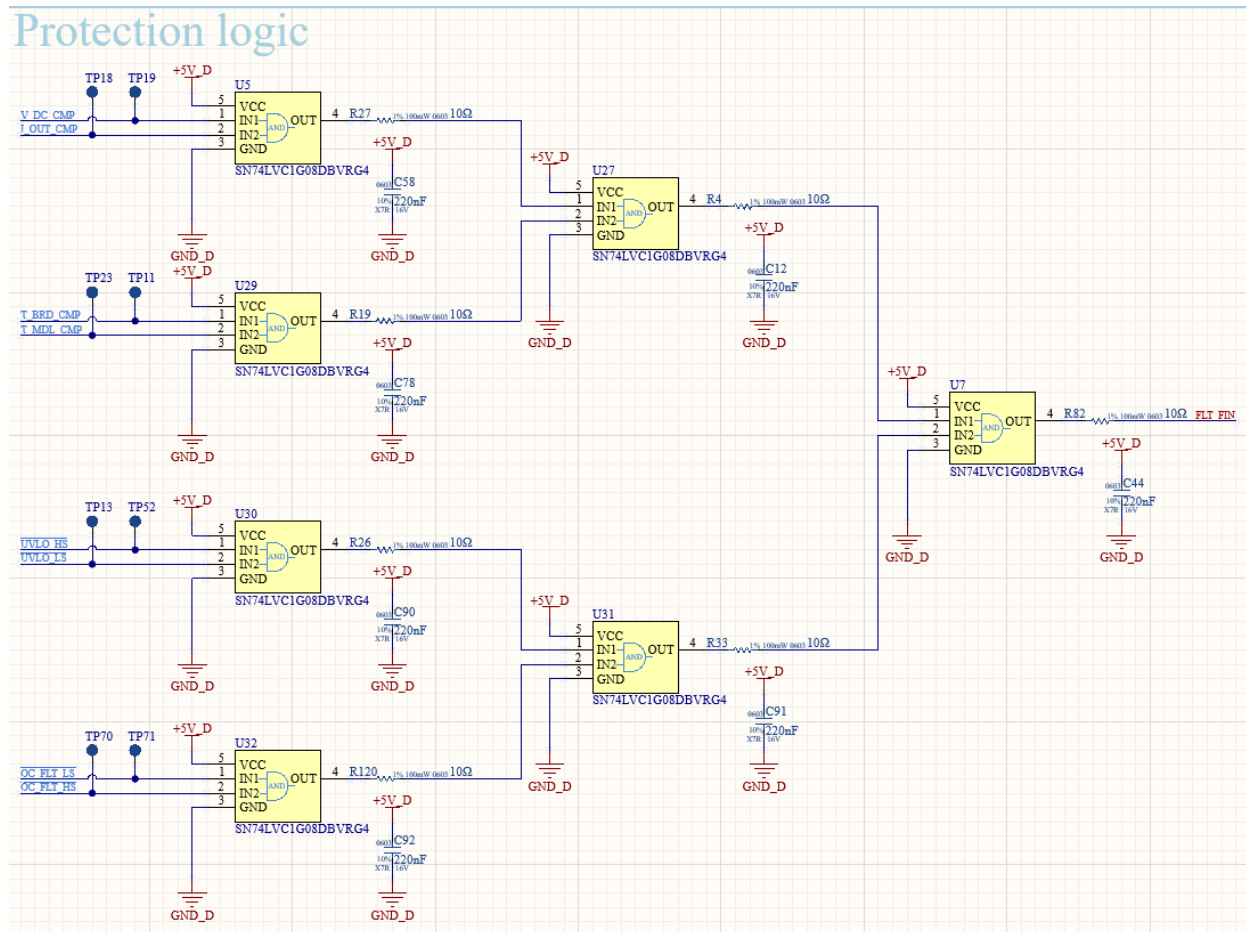 Protection logic
TP18 TP19 +5V_D
U5
V_DC_CMP
I_OUT_CMP
5 VCC
1 IN1 AND OUT 4 R27 1% 100mW 0603 10Ω
2 IN2
3 GND
SN74LVC1G08DBVRG4
+5V_D
0603 C58
10% 220nF
X7R 16V
GND_D GND_D
+5V_D
U27
5 VCC
1 IN1 AND OUT 4 R4 1% 100mW 0603 10Ω
2 IN2
3 GND
SN74LVC1G08DBVRG4
+5V_D
0603 C12
10% 220nF
X7R 16V
GND_D GND_D
TP23 TP11 +5V_D
U29
T_BRD_CMP
T_MDL_CMP
5 VCC
1 IN1 AND OUT 4 R19 1% 100mW 0603 10Ω
2 IN2
3 GND
SN74LVC1G08DBVRG4
+5V_D
0603 C78
10% 220nF
X7R 16V
GND_D GND_D
+5V_D
U7
5 VCC
1 IN1 AND OUT 4 R82 1% 100mW 0603 10Ω FLT_FIN
2 IN2
3 GND
SN74LVC1G08DBVRG4
+5V_D
0603 C44
10% 220nF
X7R 16V
GND_D GND_D
TP13 TP52 +5V_D
U30
UVLO_HS
UVLO_LS
5 VCC
1 IN1 AND OUT 4 R26 1% 100mW 0603 10Ω
2 IN2
3 GND
SN74LVC1G08DBVRG4
+5V_D
0603 C90
10% 220nF
X7R 16V
GND_D GND_D
+5V_D
U31
5 VCC
1 IN1 AND OUT 4 R33 1% 100mW 0603 10Ω
2 IN2
3 GND
SN74LVC1G08DBVRG4
+5V_D
0603 C91
10% 220nF
X7R 16V
GND_D GND_D
TP70 TP71 +5V_D
U32
OC_FLT_LS
OC_FLT_HS
5 VCC
1 IN1 AND OUT 4 R120 1% 100mW 0603 10Ω
2 IN2
3 GND
SN74LVC1G08DBVRG4
+5V_D
0603 C92
10% 220nF
X7R 16V
GND_D GND_D